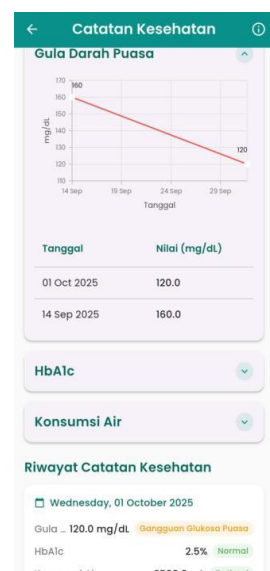 Catatan Kesehatan
Gula Darah Puasa
170
160
160
150
140
130
120
120
110
mg/dL
14 Sep 19 Sep 24 Sep 29 Sep
Tanggal
Tanggal Nilai (mg/dL)
01 Oct 2025 120.0
14 Sep 2025 160.0
HbA1c
Konsumsi Air
Riwayat Catatan Kesehatan
Wednesday, 01 October 2025
Gula ... 120.0 mg/dL Gangguan Glukosa Puasa
HbA1c 2.5% Normal